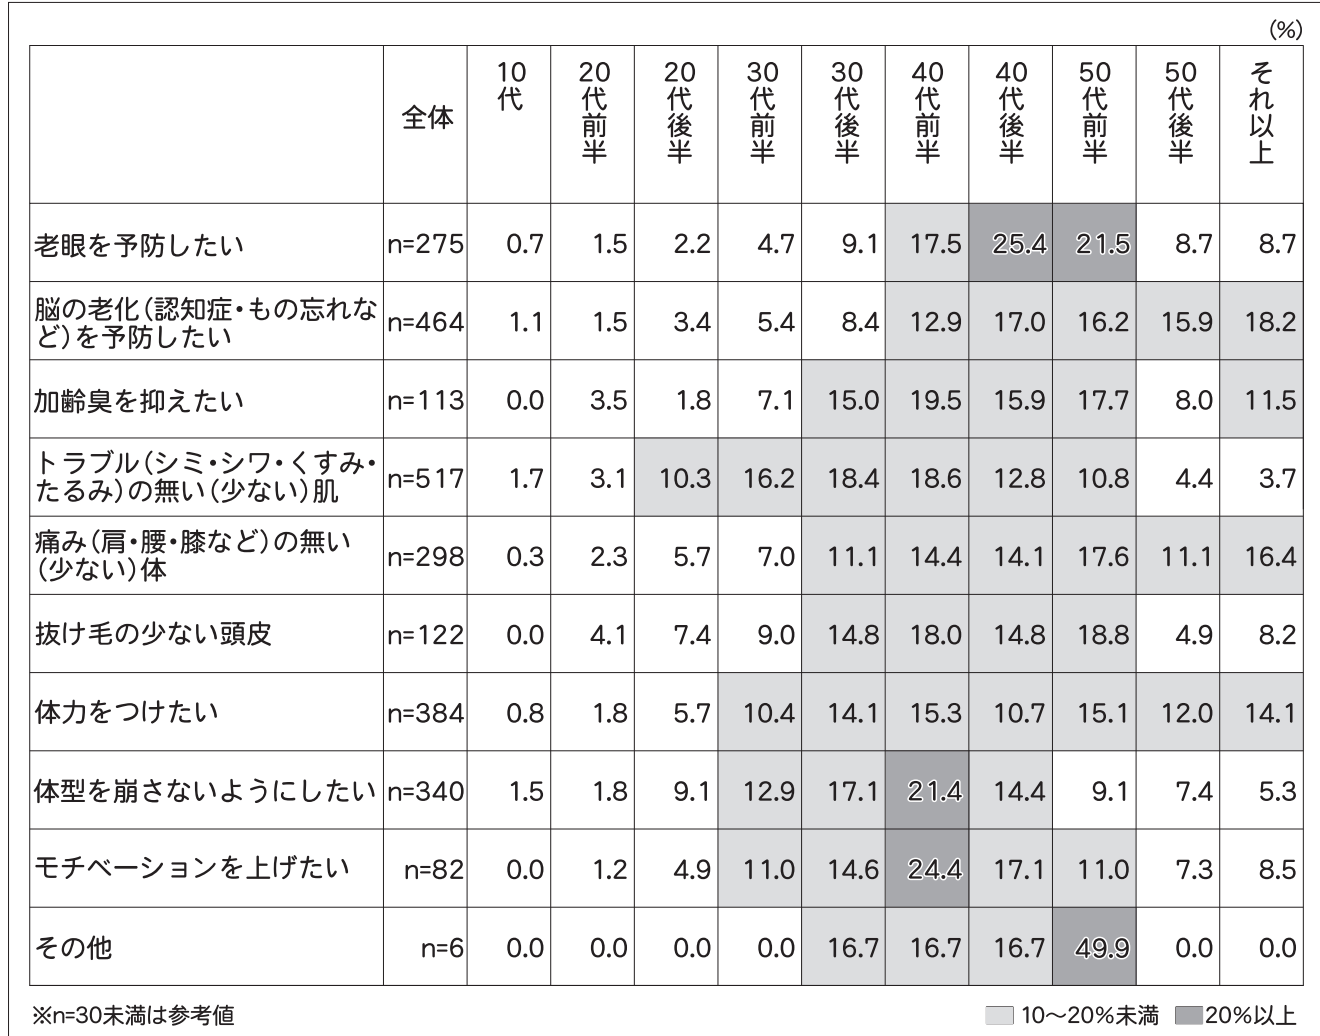 (%)
全体 10代 20代前半 20代後半 30代前半 30代後半 40代前半 40代後半 50代前半 50代後半 それ以上
老眼を予防したい n=275 0.7 1.5 2.2 4.7 9.1 17.5 25.4 21.5 8.7 8.7
脳の老化(認知症・もの忘れな
ど)を予防したい n=464 1.1 1.5 3.4 5.4 8.4 12.9 17.0 16.2 15.9 18.2
加齢臭を抑えたい n=113 0.0 3.5 1.8 7.1 15.0 19.5 15.9 17.7 8.0 11.5
トラブル(シミ・シワ・くすみ・
たるみ)の無い(少ない)肌 n=517 1.7 3.1 10.3 16.2 18.4 18.6 12.8 10.8 4.4 3.7
痛み(肩・腰・膝など)の無い
(少ない)体 n=298 0.3 2.3 5.7 7.0 11.1 14.4 14.1 17.6 11.1 16.4
抜け毛の少ない頭皮 n=122 0.0 4.1 7.4 9.0 14.8 18.0 14.8 18.8 4.9 8.2
体力をつけたい n=384 0.8 1.8 5.7 10.4 14.1 15.3 10.7 15.1 12.0 14.1
体型を崩さないようにしたい n=340 1.5 1.8 9.1 12.9 17.1 21.4 14.4 9.1 7.4 5.3
モチベーションを上げたい n=82 0.0 1.2 4.9 11.0 14.6 24.4 17.1 11.0 7.3 8.5
その他 n=6 0.0 0.0 0.0 0.0 16.7 16.7 16.7 49.9 0.0 0.0
※n=30未満は参考値 10〜20%未満 20%以上